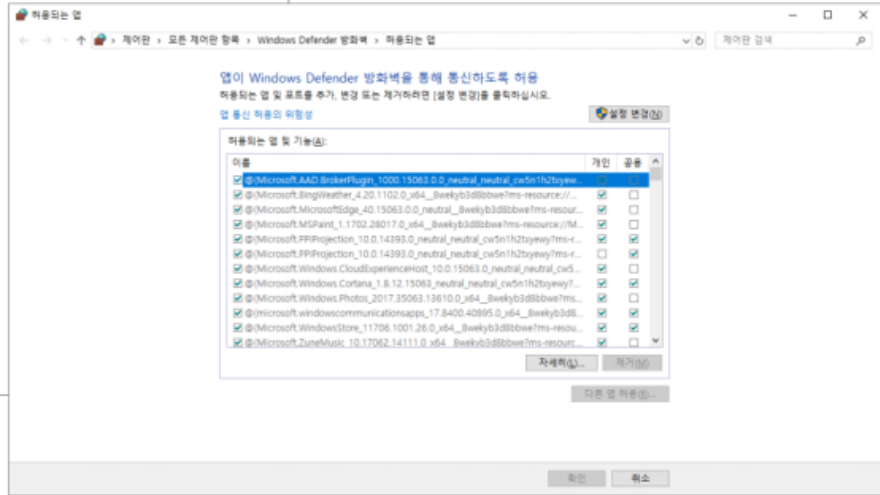 허용되는 앱
제어판 › 모든 제어판 항목 › Windows Defender 방화벽 › 허용되는 앱
제어판 검색
앱이 Windows Defender 방화벽을 통해 통신하도록 허용
허용되는 앱 및 포트를 추가, 변경 또는 제거하려면 [설정 변경]을 클릭하십시오.
앱 통신 허용의 위험성
설정 변경(N)
허용되는 앱 및 기능(A):
이름 개인 공용
@{Microsoft.AAD.BrokerPlugin_1000.15063.0.0_neutral_neutral_cw5n1h2txyew...
@{Microsoft.BingWeather_4.20.1102.0_x64__8wekyb3d8bbwe?ms-resource://...
@{Microsoft.MicrosoftEdge_40.15063.0.0_neutral__8wekyb3d8bbwe?ms-resour...
@{Microsoft.MSPaint_1.1702.28017.0_x64__8wekyb3d8bbwe?ms-resource://M...
@{Microsoft.PPIProjection_10.0.14393.0_neutral_neutral_cw5n1h2txyewy?ms-r...
@{Microsoft.PPIProjection_10.0.14393.0_neutral_neutral_cw5n1h2txyewy?ms-r...
@{Microsoft.Windows.CloudExperienceHost_10.0.15063.0_neutral_neutral_cw5...
@{Microsoft.Windows.Cortana_1.8.12.15063_neutral_neutral_cw5n1h2txyewy?...
@{Microsoft.Windows.Photos_2017.35063.13610.0_x64__8wekyb3d8bbwe?ms...
@{microsoft.windowscommunicationsapps_17.8400.40895.0_x64__8wekyb3d8...
@{Microsoft.WindowsStore_11706.1001.26.0_x64__8wekyb3d8bbwe?ms-resou...
@{Microsoft.ZuneMusic_10.17062.14111.0_x64__8wekyb3d8bbwe?ms-resourc...
자세히(L)... 제거(M)
다른 앱 허용(R)...
확인 취소